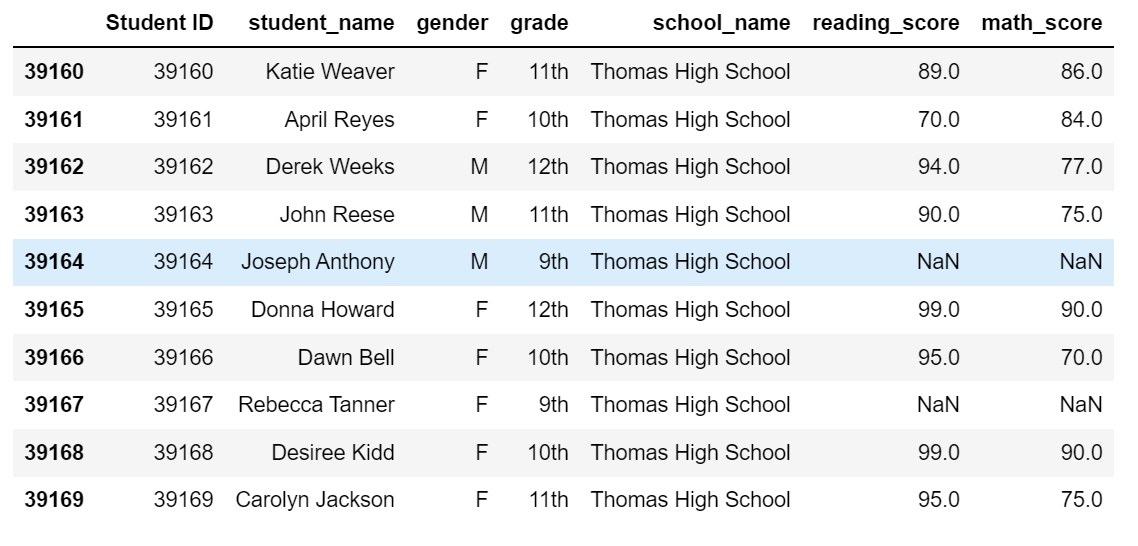 Student ID student_name gender grade school_name reading_score math_score
39160 39160 Katie Weaver F 11th Thomas High School 89.0 86.0
39161 39161 April Reyes F 10th Thomas High School 70.0 84.0
39162 39162 Derek Weeks M 12th Thomas High School 94.0 77.0
39163 39163 John Reese M 11th Thomas High School 90.0 75.0
39164 39164 Joseph Anthony M 9th Thomas High School NaN NaN
39165 39165 Donna Howard F 12th Thomas High School 99.0 90.0
39166 39166 Dawn Bell F 10th Thomas High School 95.0 70.0
39167 39167 Rebecca Tanner F 9th Thomas High School NaN NaN
39168 39168 Desiree Kidd F 10th Thomas High School 99.0 90.0
39169 39169 Carolyn Jackson F 11th Thomas High School 95.0 75.0